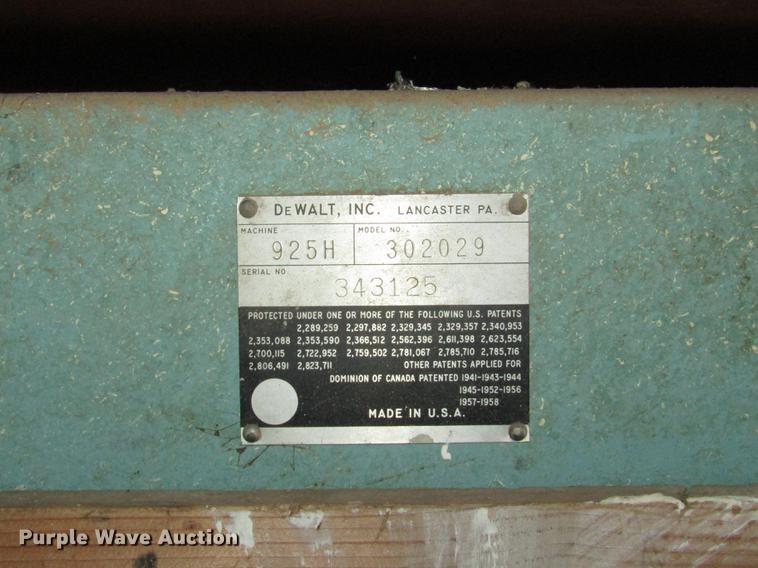 DEWALT, INC. LANCASTER PA.
MACHINE MODEL NO.
925H 302029
SERIAL NO
343125
PROTECTED UNDER ONE OR MORE OF THE FOLLOWING U.S. PATENTS
2,289,259 2,297,882 2,329,345 2,329,357 2,340,953
2,353,088 2,353,590 2,366,512 2,562,396 2,611,398 2,623,554
2,700,115 2,722,952 2,759,502 2,781,067 2,785,710 2,785,716
2,806,491 2,823,711 OTHER PATENTS APPLIED FOR
DOMINION OF CANADA PATENTED 1941-1943-1944
1945-1952-1956
1957-1958
MADE IN U.S.A.
Purple Wave Auction